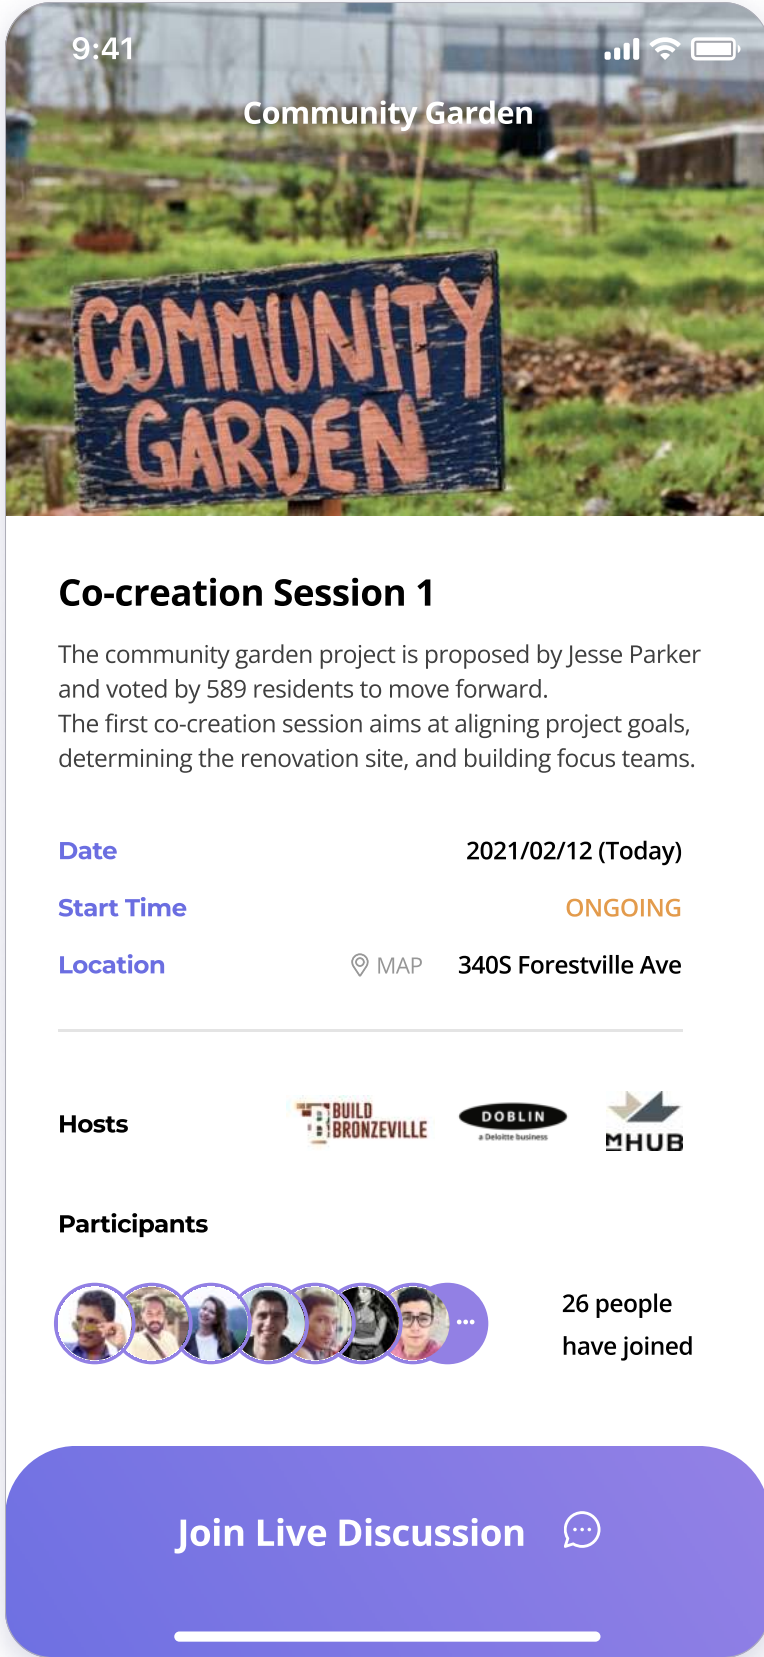 9:41
Community Garden
COMMUNITY
GARDEN
Co-creation Session 1
The community garden project is proposed by Jesse Parker
and voted by 589 residents to move forward.
The first co-creation session aims at aligning project goals,
determining the renovation site, and building focus teams.
Date 2021/02/12 (Today)
Start Time ONGOING
Location MAP 340S Forestville Ave
Hosts
BUILD
BRONZEVILLE
DOBLIN
a Deloitte business
MHUB
Participants
26 people
have joined
Join Live Discussion